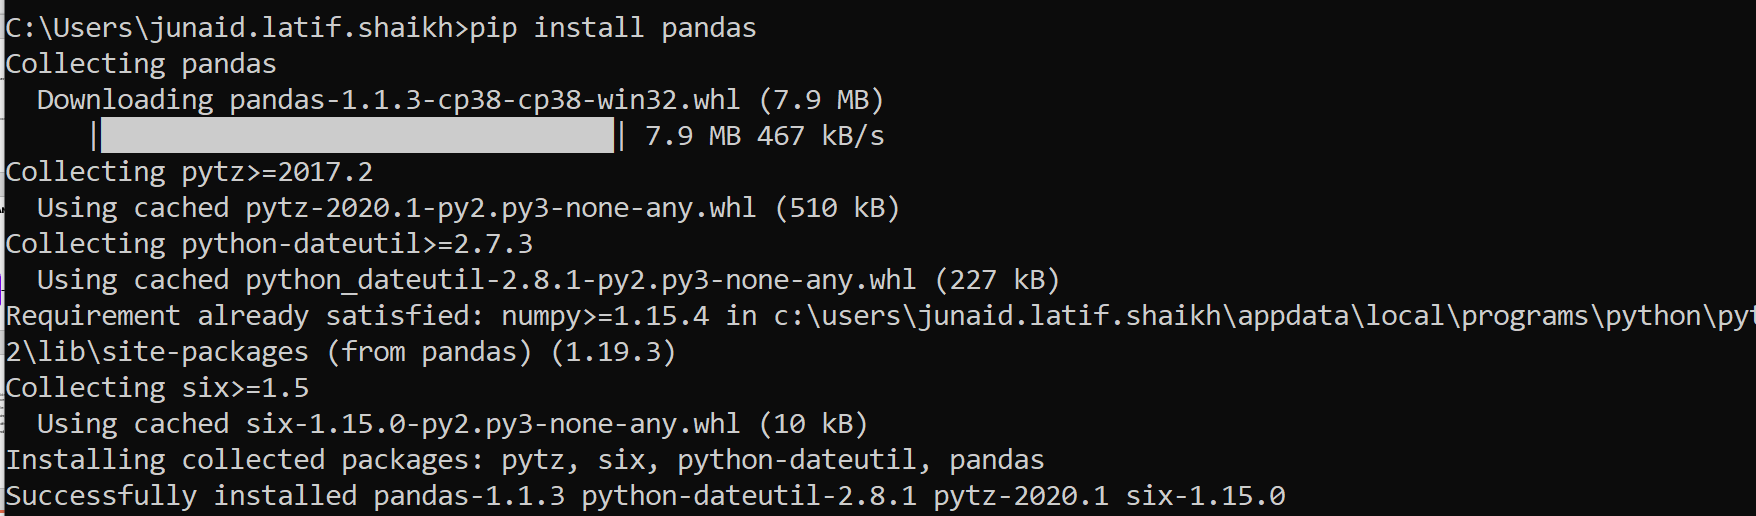 C:\Users\junaid.latif.shaikh>pip install pandas
Collecting pandas
  Downloading pandas-1.1.3-cp38-cp38-win32.whl (7.9 MB)
     |████████████████████████████████| 7.9 MB 467 kB/s
Collecting pytz>=2017.2
  Using cached pytz-2020.1-py2.py3-none-any.whl (510 kB)
Collecting python-dateutil>=2.7.3
  Using cached python_dateutil-2.8.1-py2.py3-none-any.whl (227 kB)
Requirement already satisfied: numpy>=1.15.4 in c:\users\junaid.latif.shaikh\appdata\local\programs\python\pyt
2\lib\site-packages (from pandas) (1.19.3)
Collecting six>=1.5
  Using cached six-1.15.0-py2.py3-none-any.whl (10 kB)
Installing collected packages: pytz, six, python-dateutil, pandas
Successfully installed pandas-1.1.3 python-dateutil-2.8.1 pytz-2020.1 six-1.15.0